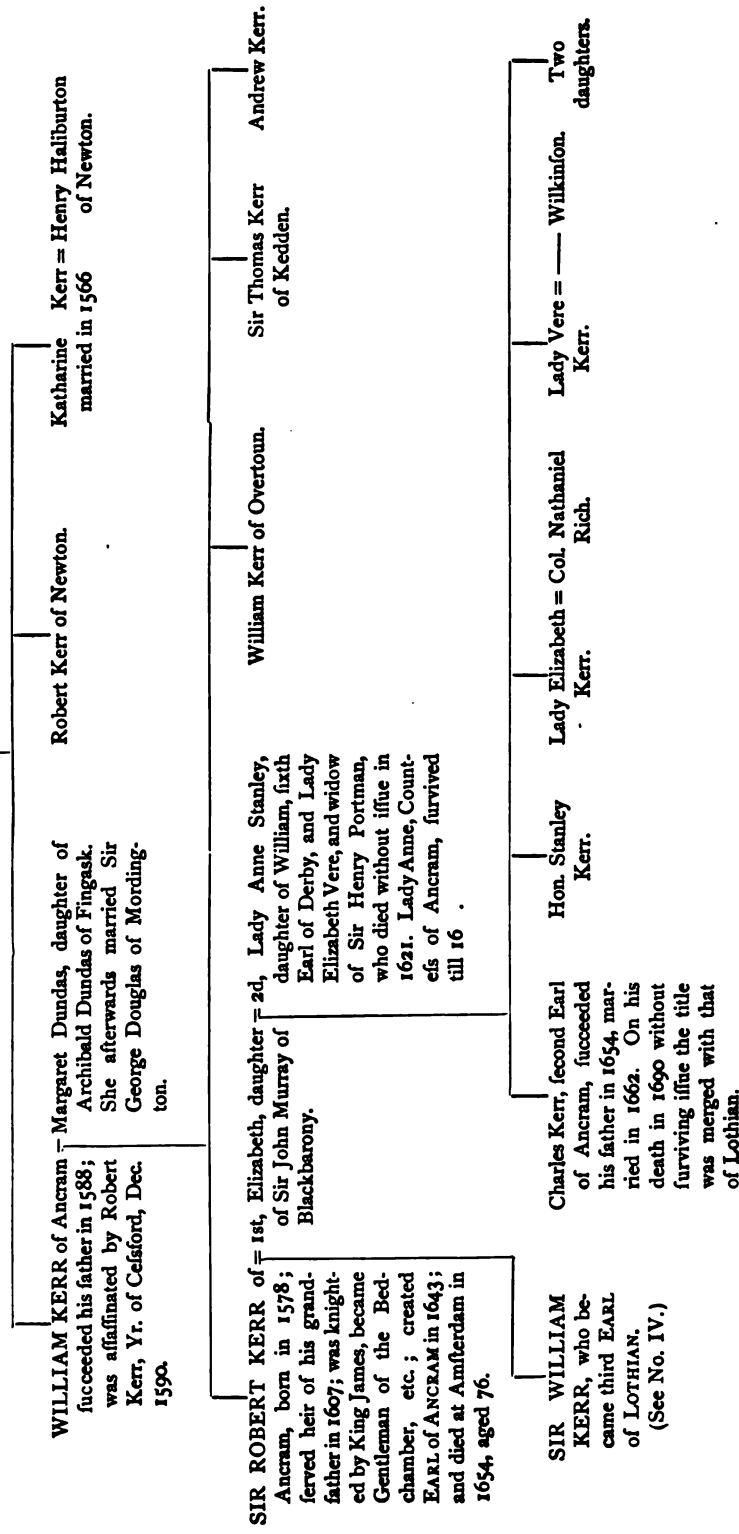 WILLIAM KERR of Ancram = Margaret Dundas, daughter of
ſucceeded his father in 1588;
was aſſaſſinated by Robert
Kerr, Yr. of Ceſsford, Dec.
1590.
Archibald Dundas of Fingask.
She afterwards married Sir
George Douglas of Mording-
ton.
Robert Kerr of Newton.
Katharine Kerr = Henry Haliburton
married in 1566 of Newton.
SIR ROBERT KERR of = 1st, Elizabeth, daughter = 2d, Lady Anne Stanley,
Ancram, born in 1578;
ſerved heir of his grand-
father in 1607; was knight-
ed by King James, became
Gentleman of the Bed-
chamber, etc.; created
EARL of ANCRAM in 1643;
and died at Amſterdam in
1654, aged 76.
of Sir John Murray of
Blackbarony.
daughter of William, ſixth
Earl of Derby, and Lady
Elizabeth Vere, and widow
of Sir Henry Portman,
who died without iſſue in
1621. Lady Anne, Count-
eſs of Ancram, ſurvived
till 16 .
William Kerr of Overtoun.
Sir Thomas Kerr
of Kedden.
Andrew Kerr.
SIR WILLIAM
KERR, who be-
came third EARL
of LOTHIAN.
(See No. IV.)
Charles Kerr, ſecond Earl
of Ancram, ſucceeded
his father in 1654, mar-
ried in 1662. On his
death in 1690 without
ſurviving iſſue the title
was merged with that
of Lothian.
Hon. Stanley
Kerr.
Lady Elizabeth = Col. Nathaniel
Kerr. Rich.
Lady Vere = —— Wilkinſon.
Kerr.
Two
daughters.